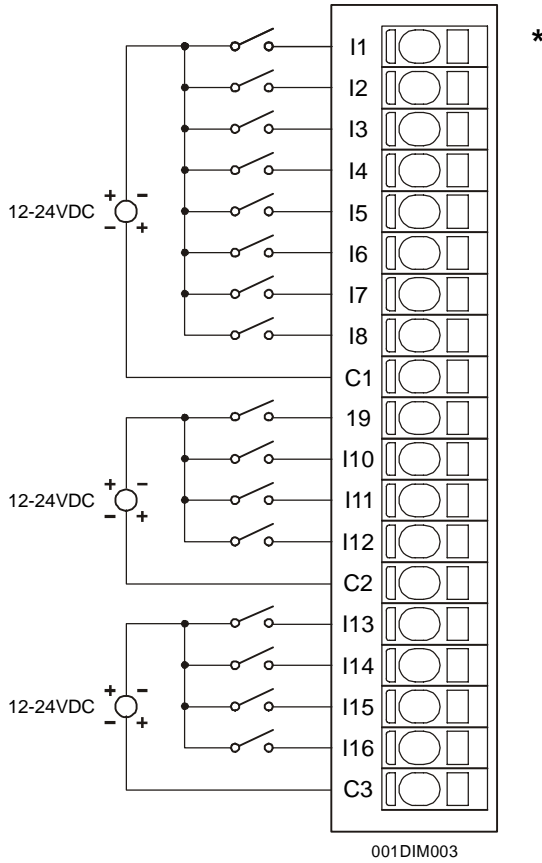 *
I1
I2
I3
I4
+ −
12-24VDC
− +
I5
I6
I7
I8
C1
19
I10
+ −
12-24VDC
− +
I11
I12
C2
I13
I14
+ −
12-24VDC
− +
I15
I16
C3
001DIM003